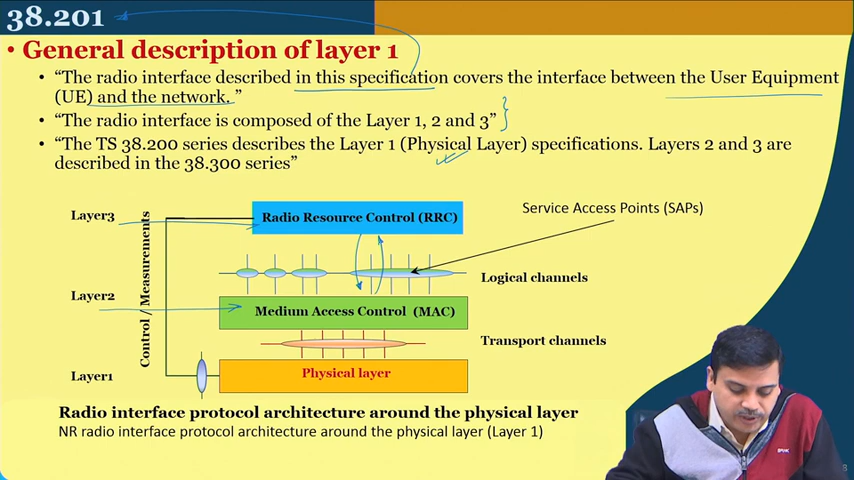 38.201
• General description of layer 1
• “The radio interface described in this specification covers the interface between the User Equipment
(UE) and the network. ”
• “The radio interface is composed of the Layer 1, 2 and 3”
• “The TS 38.200 series describes the Layer 1 (Physical Layer) specifications. Layers 2 and 3 are
described in the 38.300 series”
Layer3
Radio Resource Control (RRC)
Service Access Points (SAPs)
Control / Measurements
Logical channels
Layer2
Medium Access Control (MAC)
Transport channels
Layer1
Physical layer
Radio interface protocol architecture around the physical layer
NR radio interface protocol architecture around the physical layer (Layer 1)
8